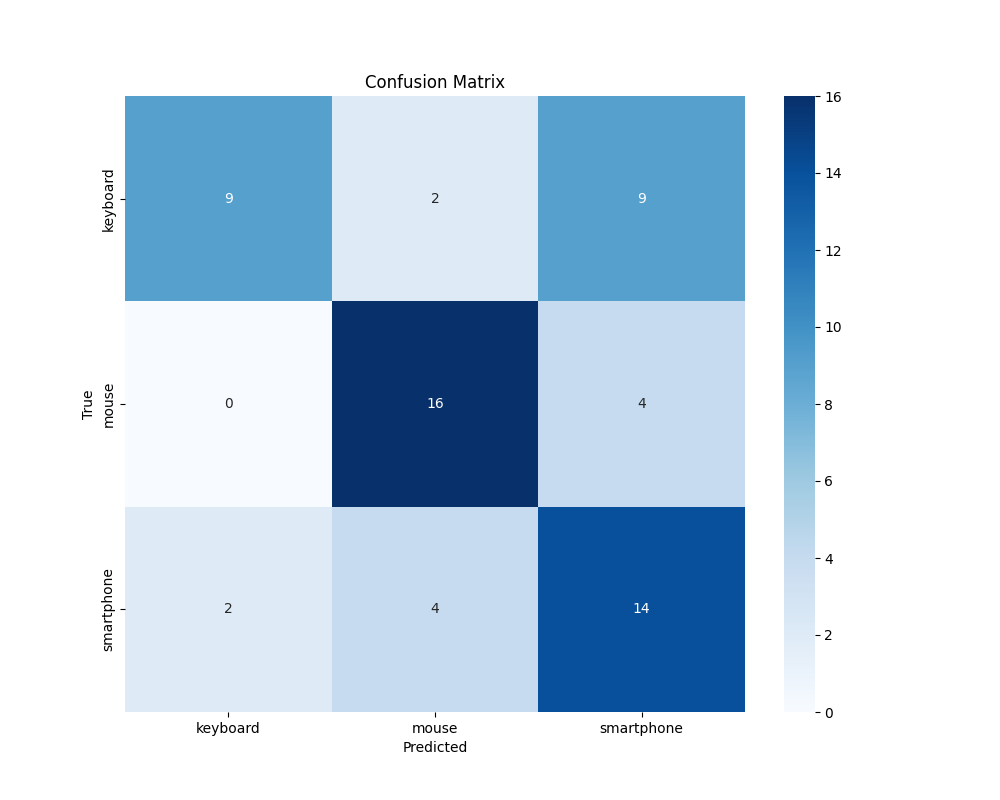 Confusion Matrix
keyboard
9 2 9
mouse
0 16 4
smartphone
2 4 14
True
keyboard mouse smartphone
Predicted
16
14
12
10
8
6
4
2
0